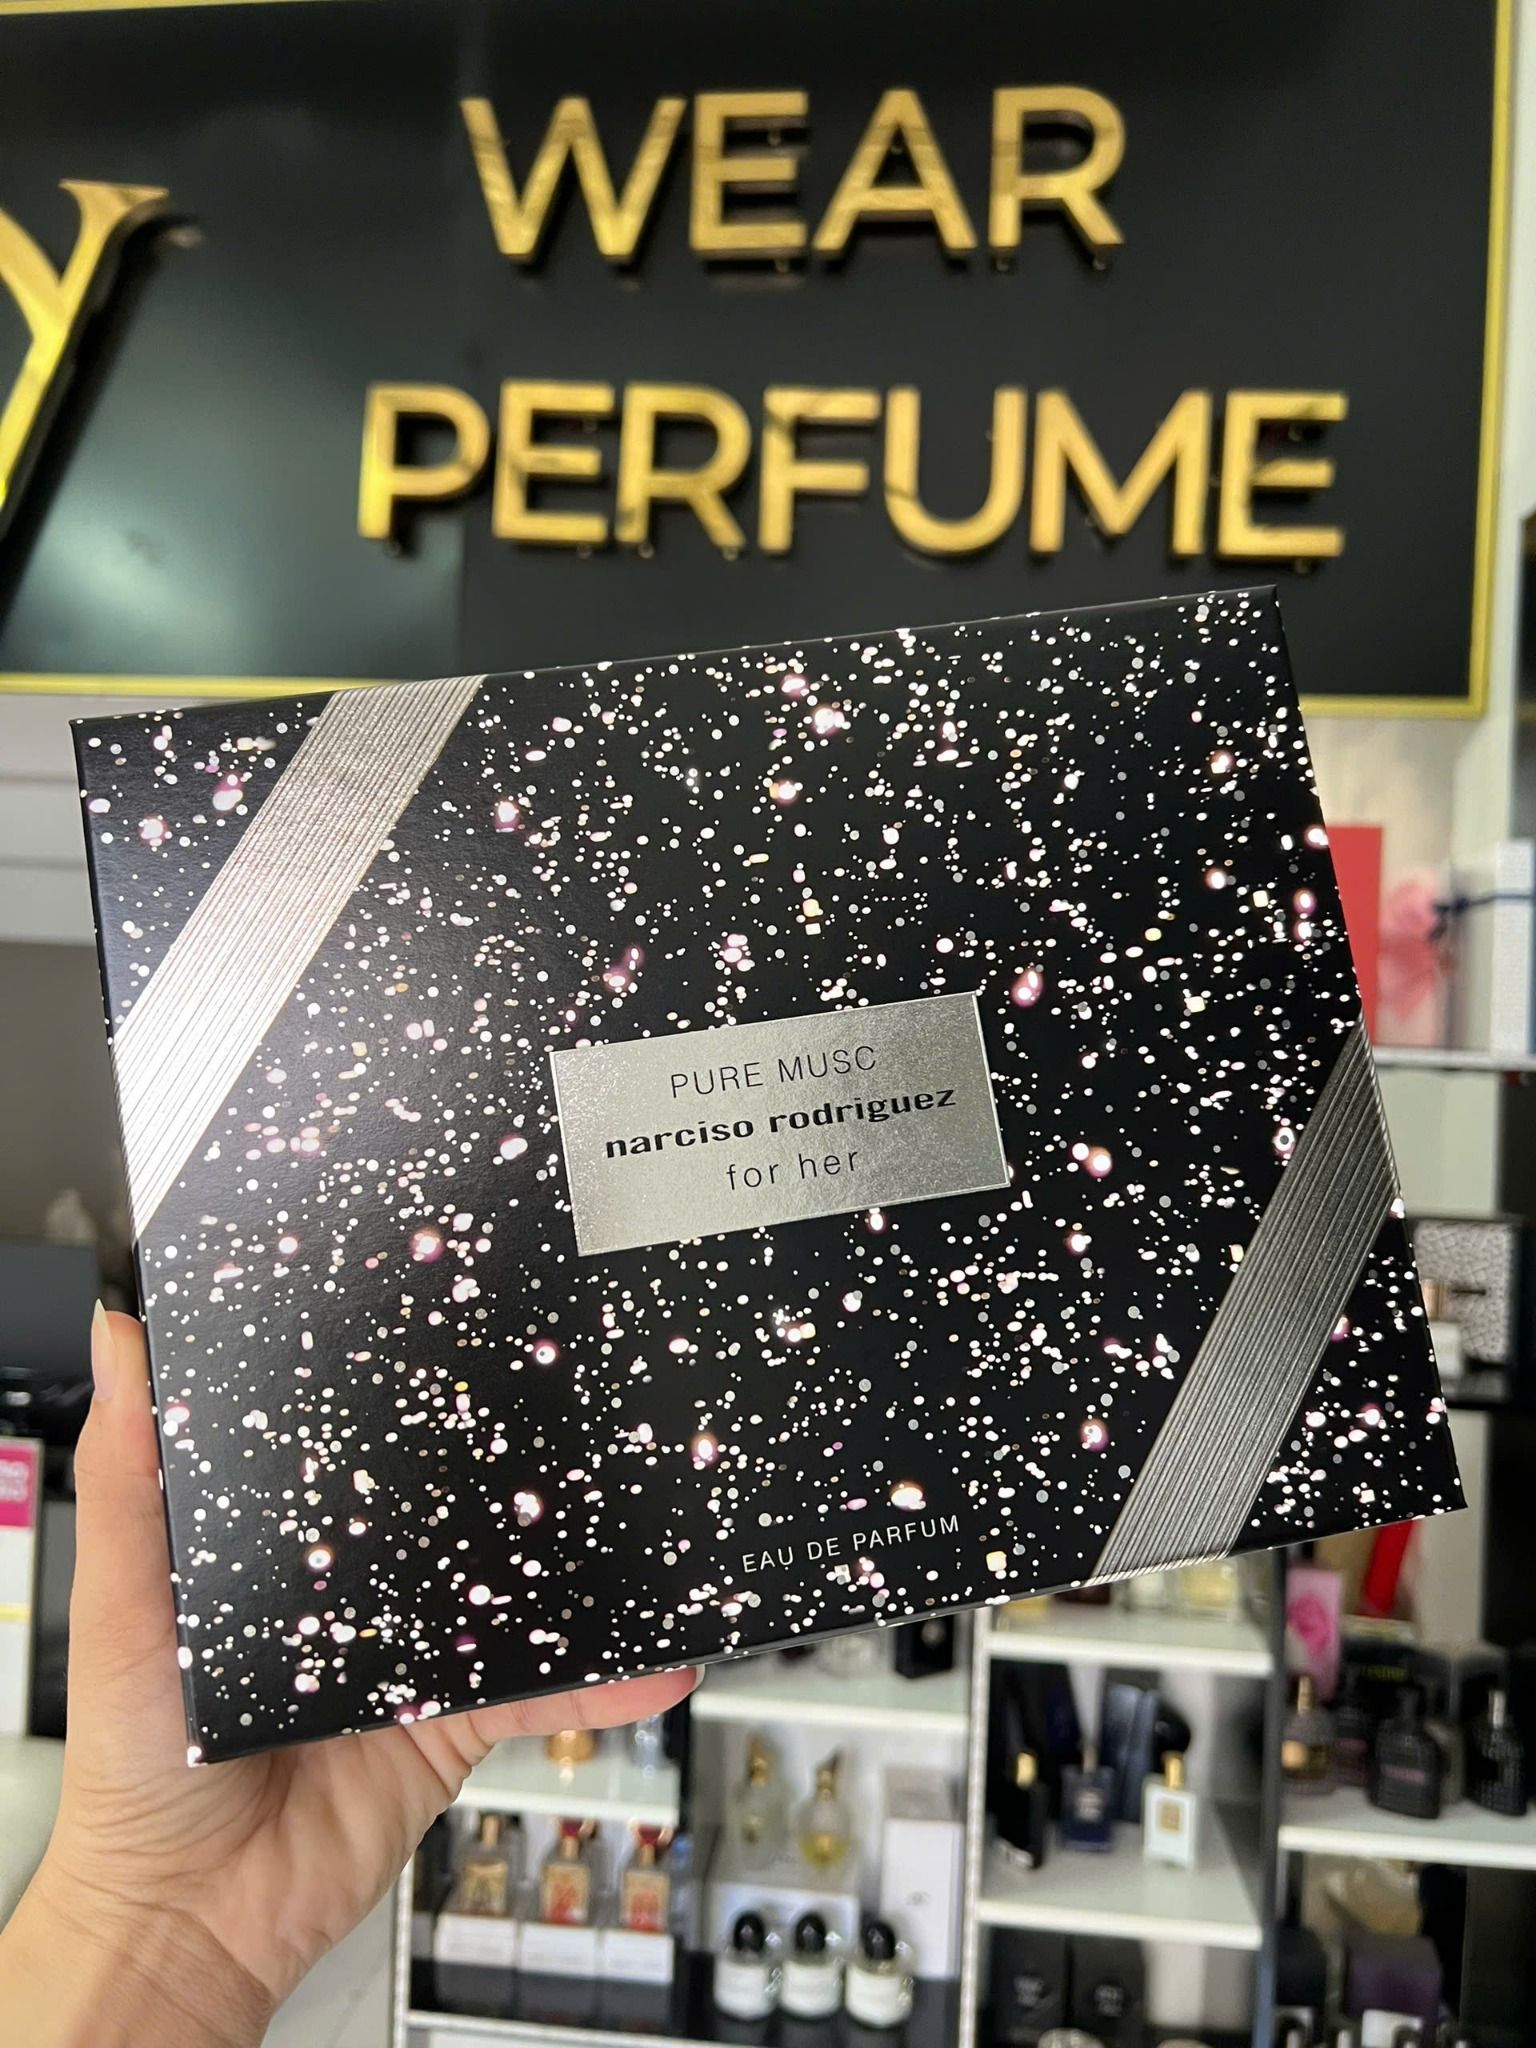 Y
WEAR
PERFUME
PURE MUSC
narciso rodriguez
for her
EAU DE PARFUM